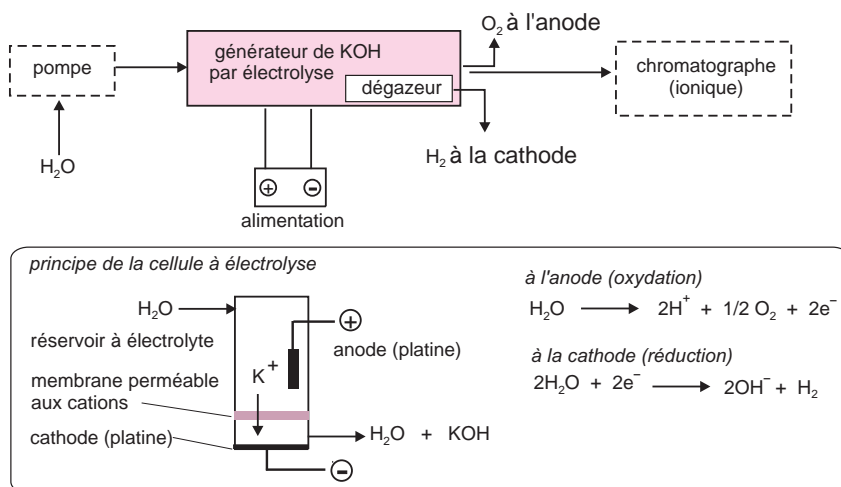 O₂ à l'anode
générateur de KOH
par électrolyse
pompe
dégazeur
chromatographe
(ionique)
H₂O
H₂ à la cathode
+ −
alimentation
principe de la cellule à électrolyse
à l'anode (oxydation)
H₂O → 2H⁺ + 1/2 O₂ + 2e⁻
à la cathode (réduction)
2H₂O + 2e⁻ → 2OH⁻ + H₂
H₂O
réservoir à électrolyte
K⁺
+
anode (platine)
membrane perméable
aux cations
cathode (platine)
H₂O + KOH
−